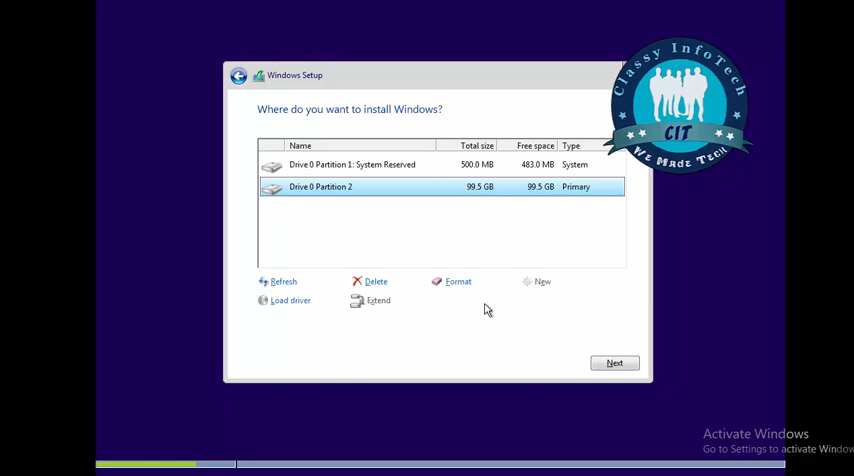 Windows Setup
Where do you want to install Windows?
Name Total size Free space Type
Drive 0 Partition 1: System Reserved 500.0 MB 483.0 MB System
Drive 0 Partition 2 99.5 GB 99.5 GB Primary
Refresh Delete Format New
Load driver Extend
Next
Classy InfoTech
CIT
We Made Tech
Activate Windows
Go to Settings to activate Windows